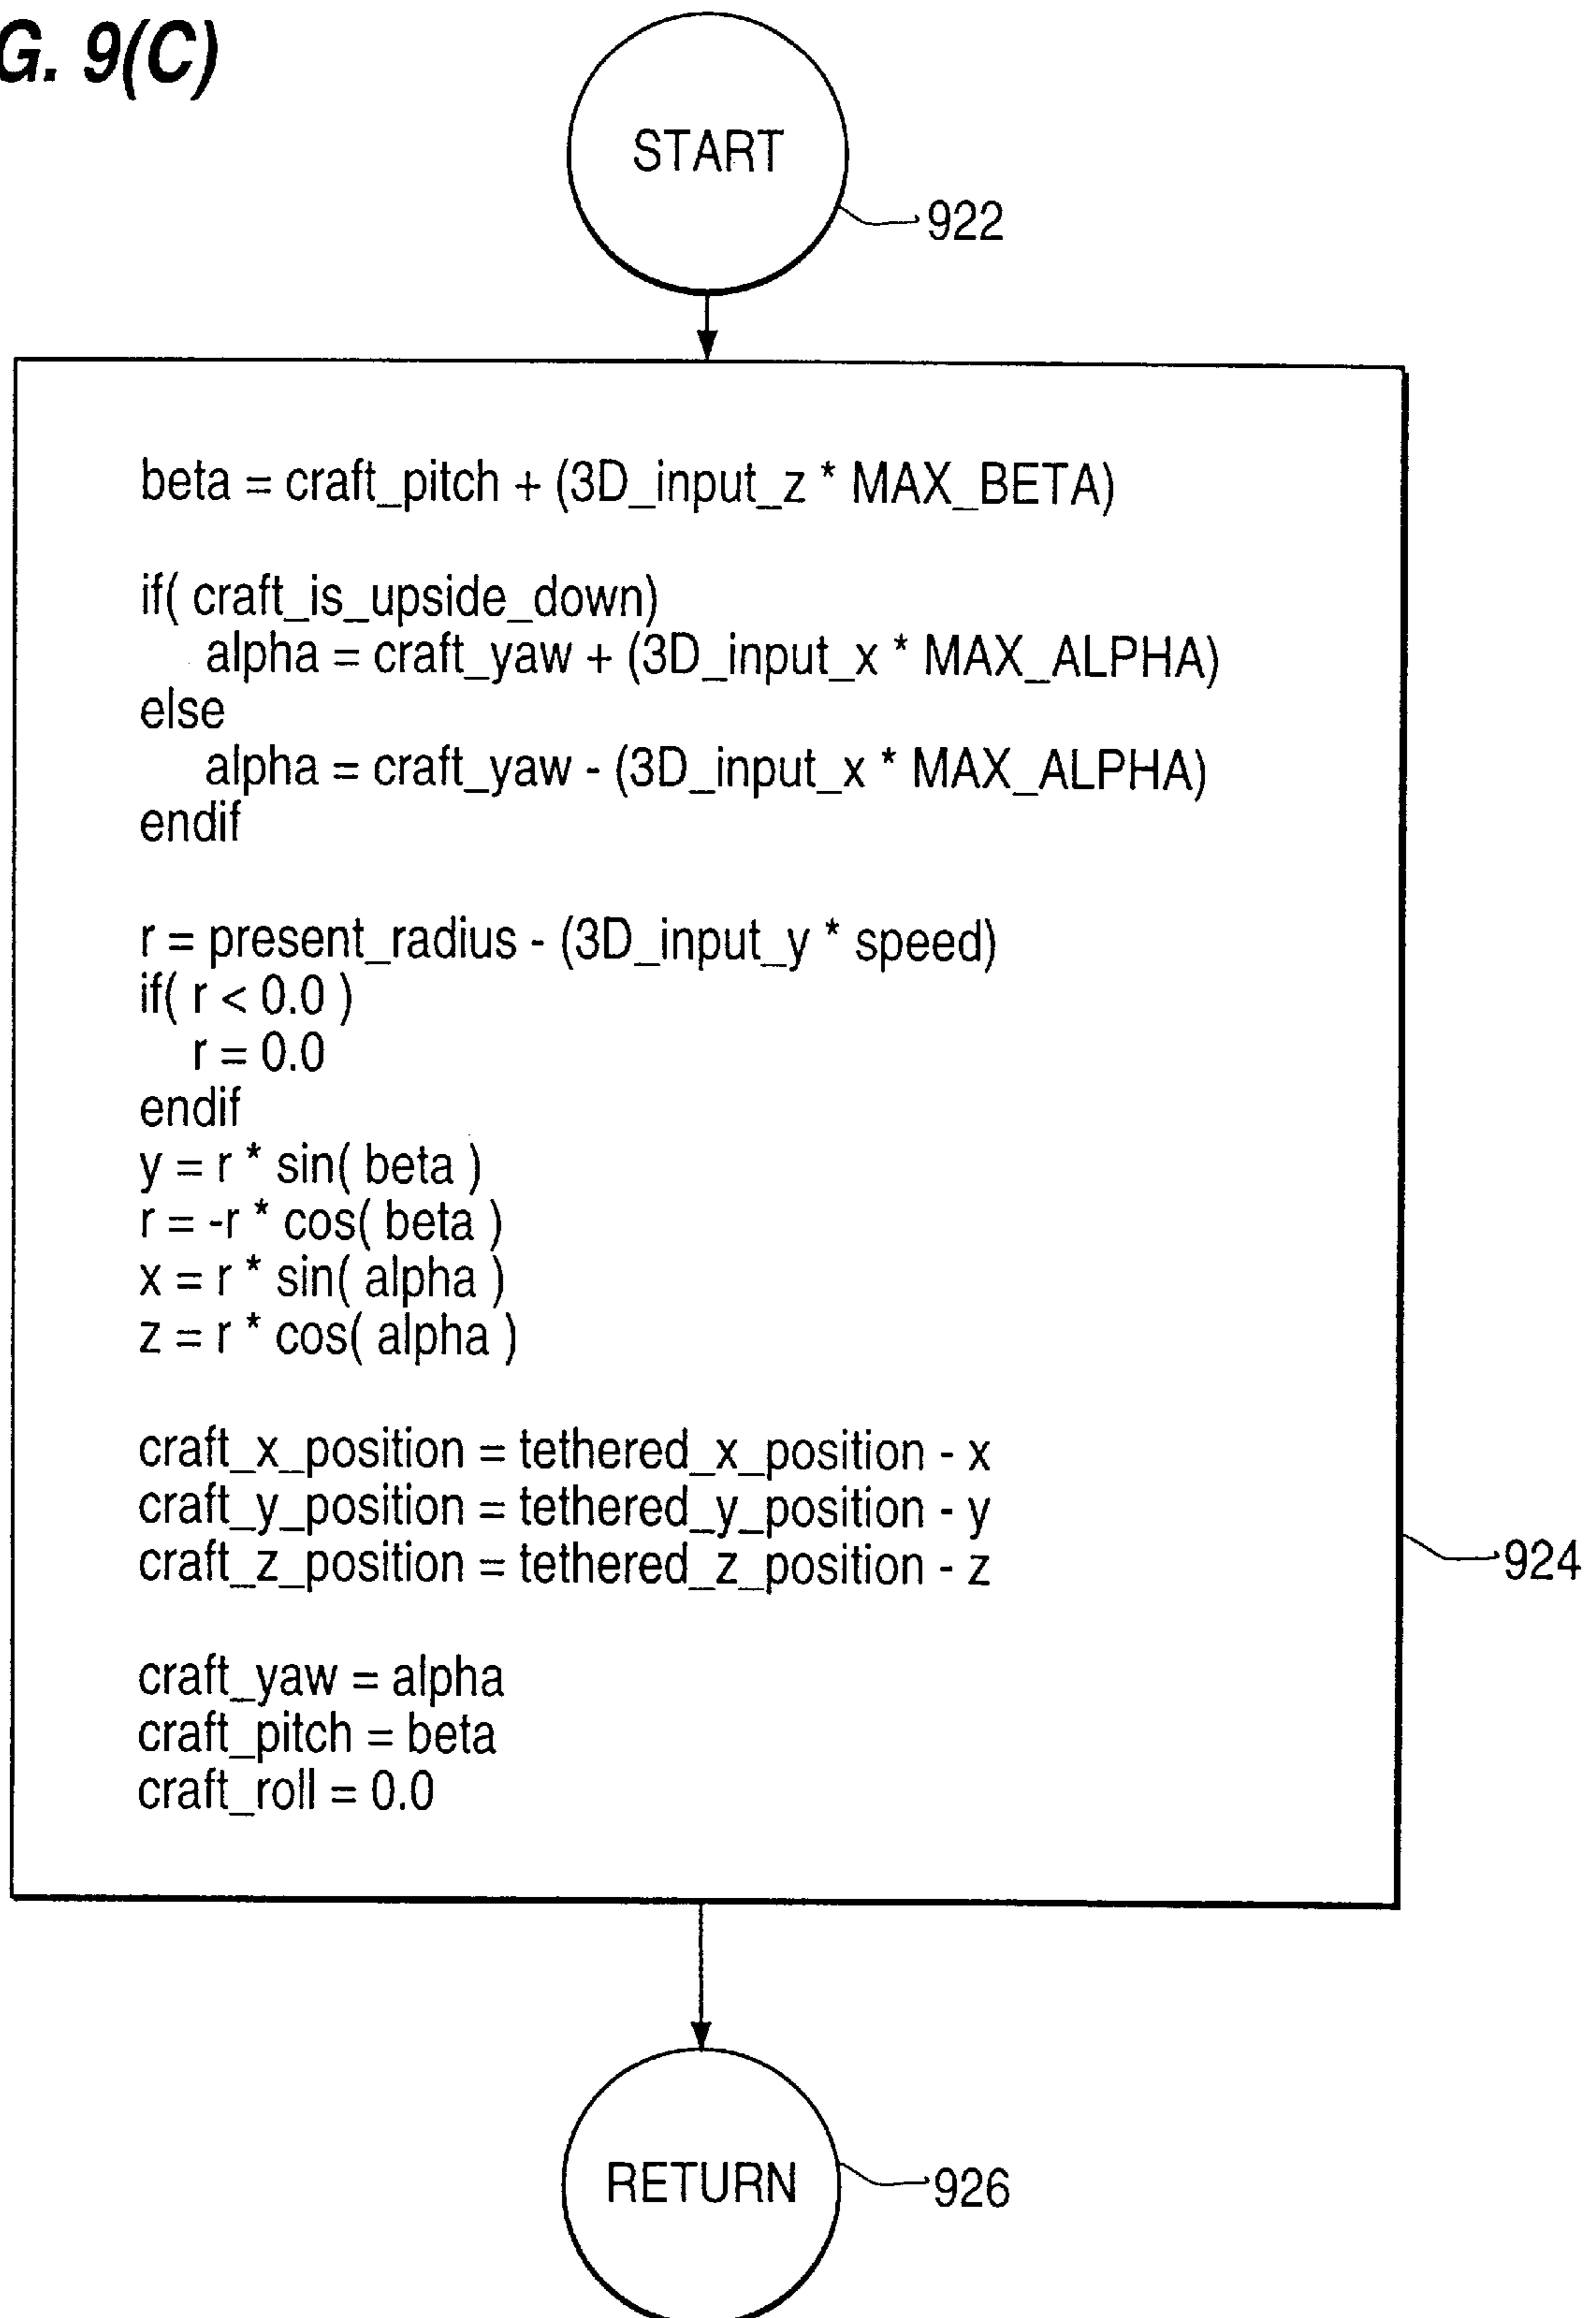 G. 9(C)
START
922
beta = craft_pitch + (3D_input_z * MAX_BETA)
if( craft_is_upside_down)
alpha = craft_yaw + (3D_input_x * MAX_ALPHA)
else
alpha = craft_yaw - (3D_input_x * MAX_ALPHA)
endif
r = present_radius - (3D_input_y * speed)
if( r < 0.0 )
r = 0.0
endif
y = r * sin( beta )
r = -r * cos( beta )
x = r * sin( alpha )
z = r * cos( alpha )
craft_x_position = tethered_x_position - x
craft_y_position = tethered_y_position - y
craft_z_position = tethered_z_position - z
924
craft_yaw = alpha
craft_pitch = beta
craft_roll = 0.0
RETURN
926